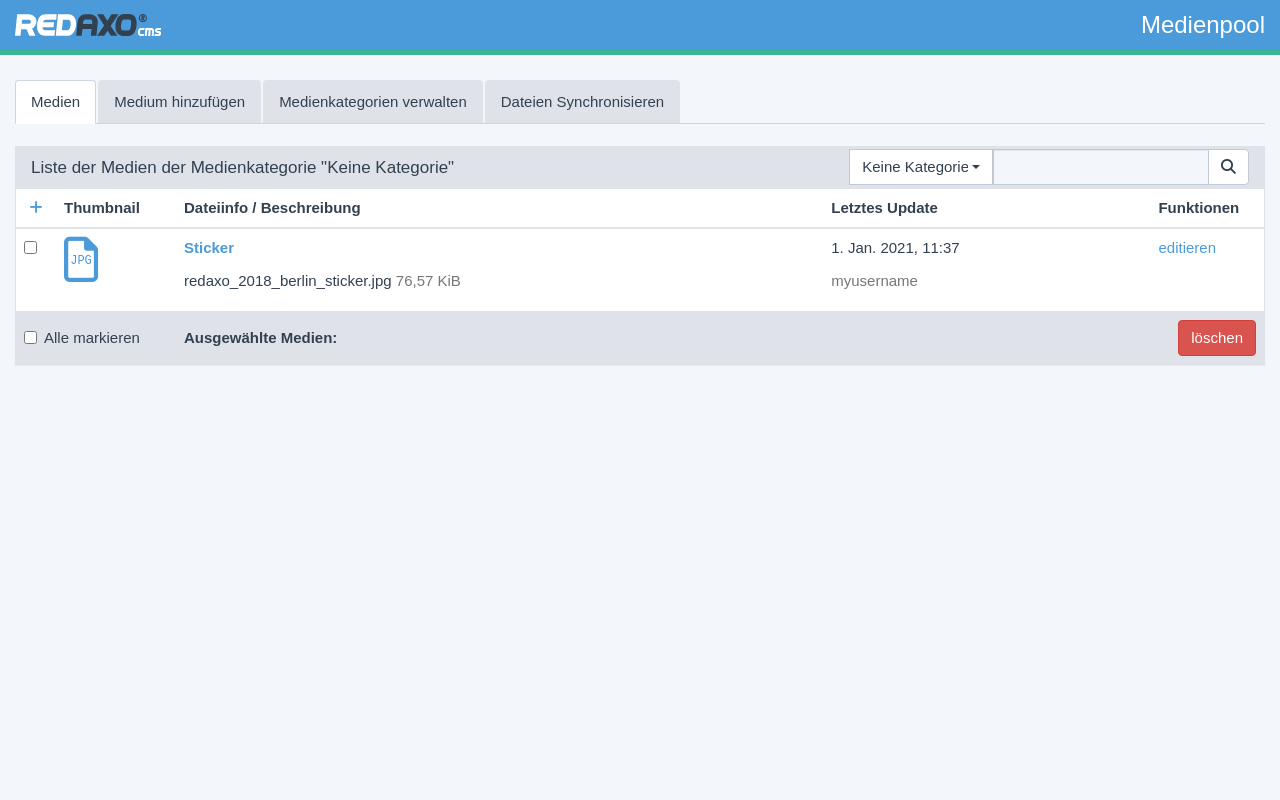 REDAXO® cms
Medienpool
Medien
Medium hinzufügen
Medienkategorien verwalten
Dateien Synchronisieren
Liste der Medien der Medienkategorie "Keine Kategorie"
Keine Kategorie
+ Thumbnail
Dateiinfo / Beschreibung
Letztes Update
Funktionen
JPG
Sticker
1. Jan. 2021, 11:37
editieren
redaxo_2018_berlin_sticker.jpg 76,57 KiB
myusername
Alle markieren
Ausgewählte Medien:
löschen